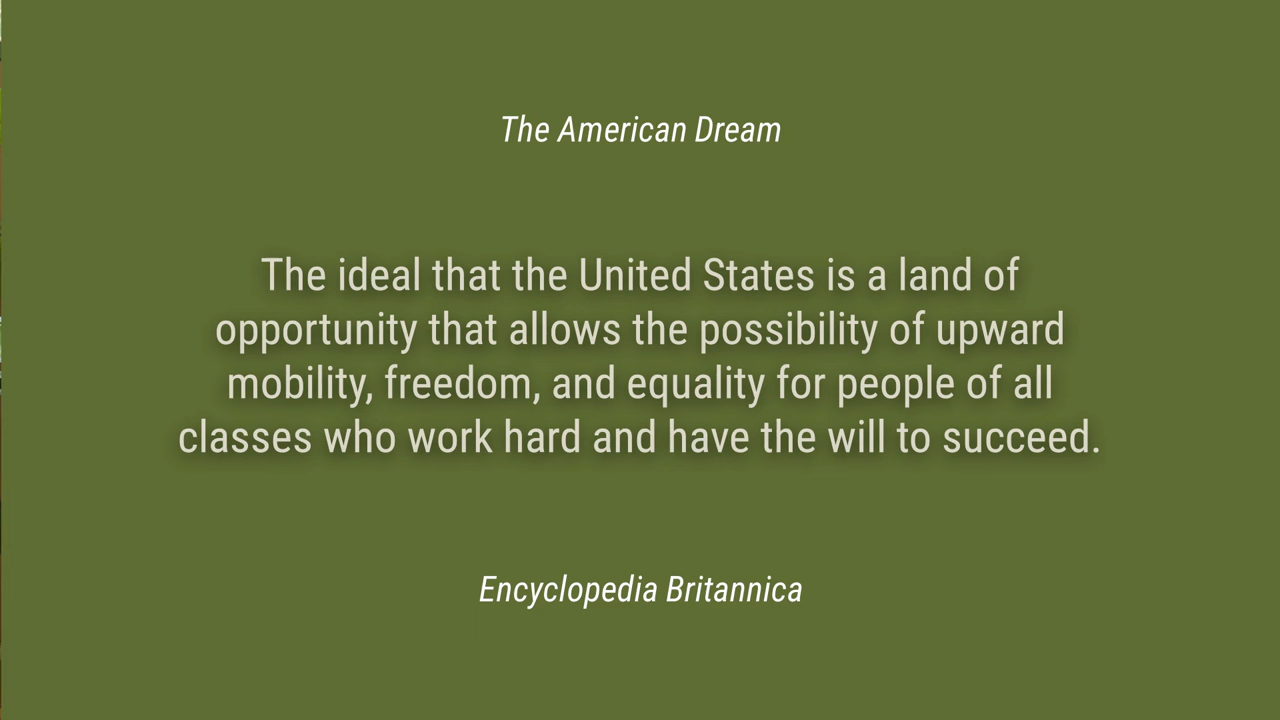 The American Dream
The ideal that the United States is a land of
opportunity that allows the possibility of upward
mobility, freedom, and equality for people of all
classes who work hard and have the will to succeed.
Encyclopedia Britannica